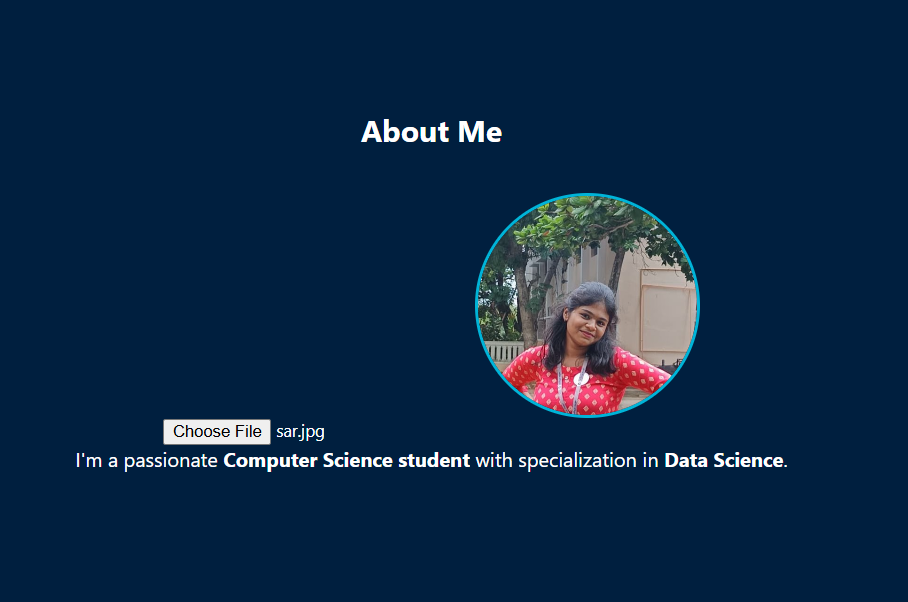 About Me
Choose File sar.jpg
I'm a passionate Computer Science student with specialization in Data Science.